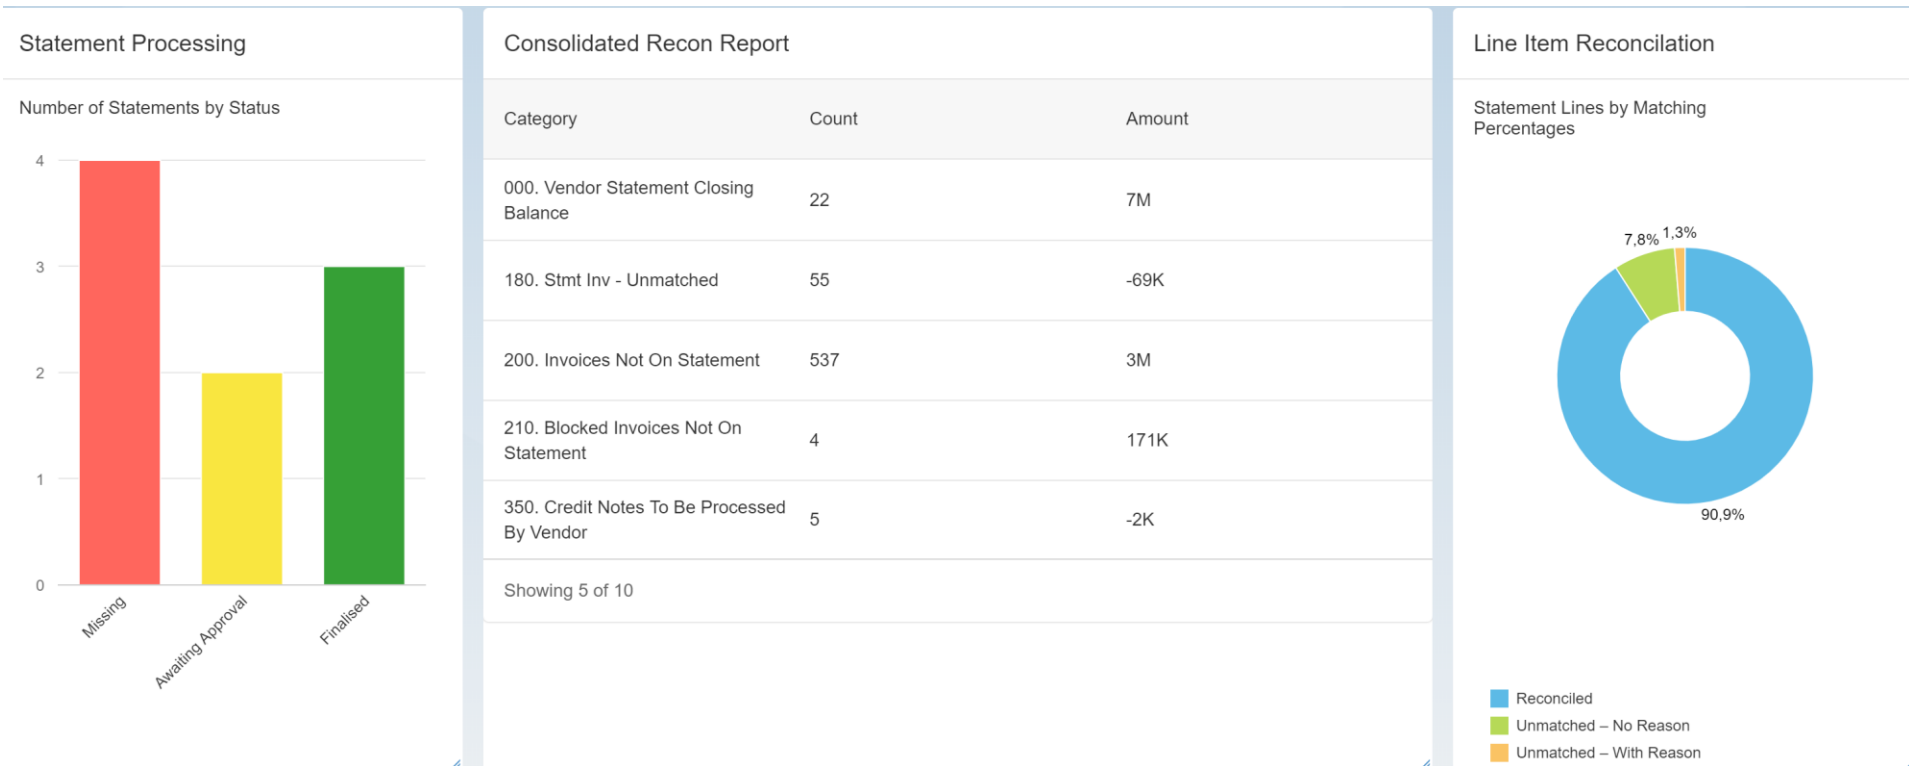 Statement Processing
Number of Statements by Status
4
3
2
1
0
Missing
Awaiting Approval
Finalised
Consolidated Recon Report
Category Count Amount
000. Vendor Statement Closing
Balance
22 7M
180. Stmt Inv - Unmatched 55 -69K
200. Invoices Not On Statement 537 3M
210. Blocked Invoices Not On
Statement
4 171K
350. Credit Notes To Be Processed
By Vendor
5 -2K
Showing 5 of 10
Line Item Reconcilation
Statement Lines by Matching
Percentages
7,8% 1,3%
90,9%
Reconciled
Unmatched – No Reason
Unmatched – With Reason